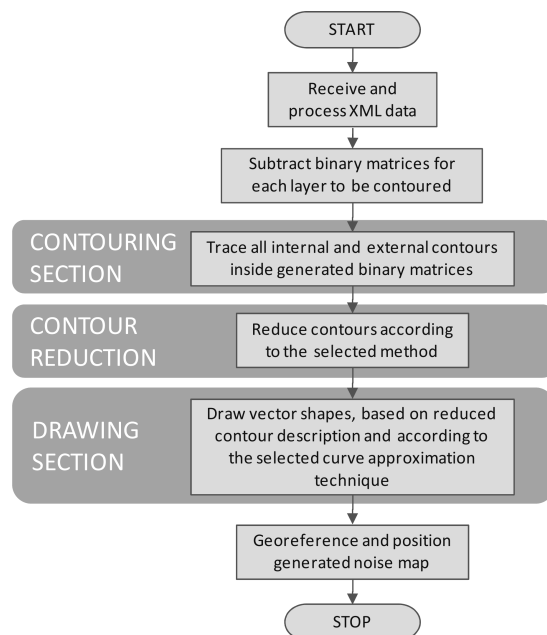 START
Receive and
process XML data
Subtract binary matrices for
each layer to be contoured
CONTOURING
SECTION
Trace all internal and external contours
inside generated binary matrices
CONTOUR
REDUCTION
Reduce contours according
to the selected method
DRAWING
SECTION
Draw vector shapes, based on reduced
contour description and according to
the selected curve approximation
technique
Georeference and position
generated noise map
STOP